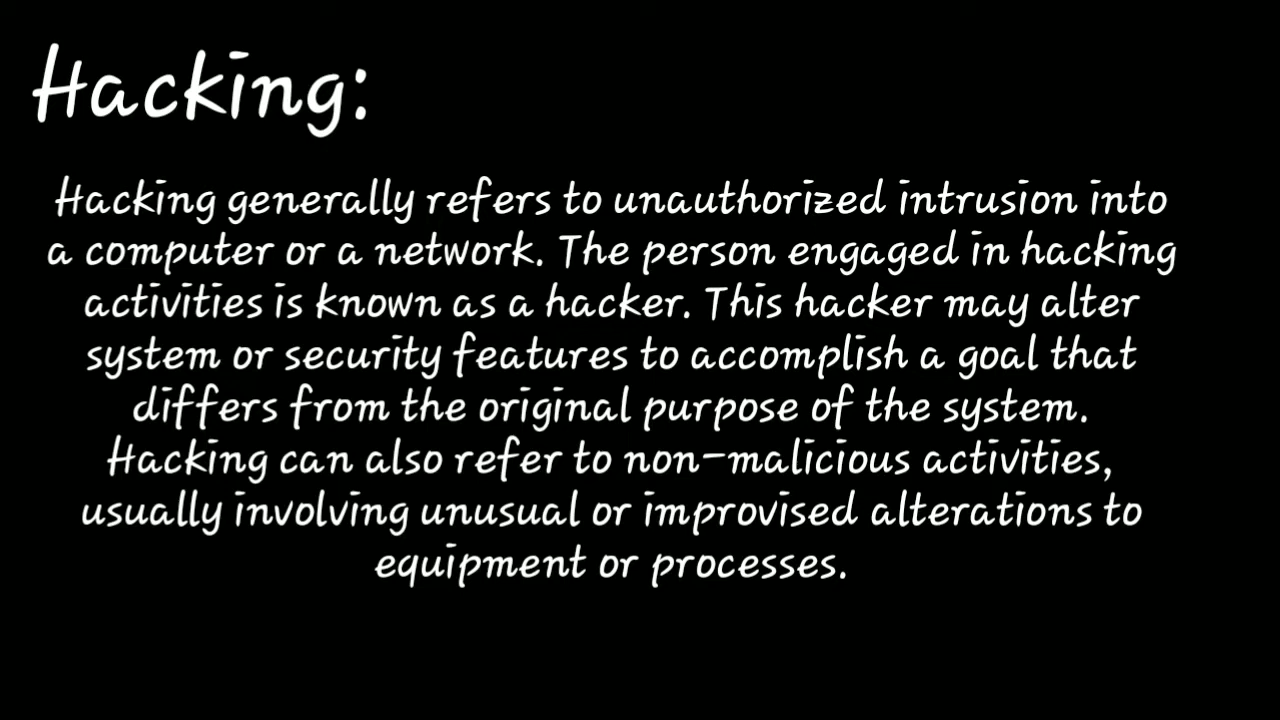 Hacking:
Hacking generally refers to unauthorized intrusion into
a computer or a network. The person engaged in hacking
activities is known as a hacker. This hacker may alter
system or security features to accomplish a goal that
differs from the original purpose of the system.
Hacking can also refer to non-malicious activities,
usually involving unusual or improvised alterations to
equipment or processes.